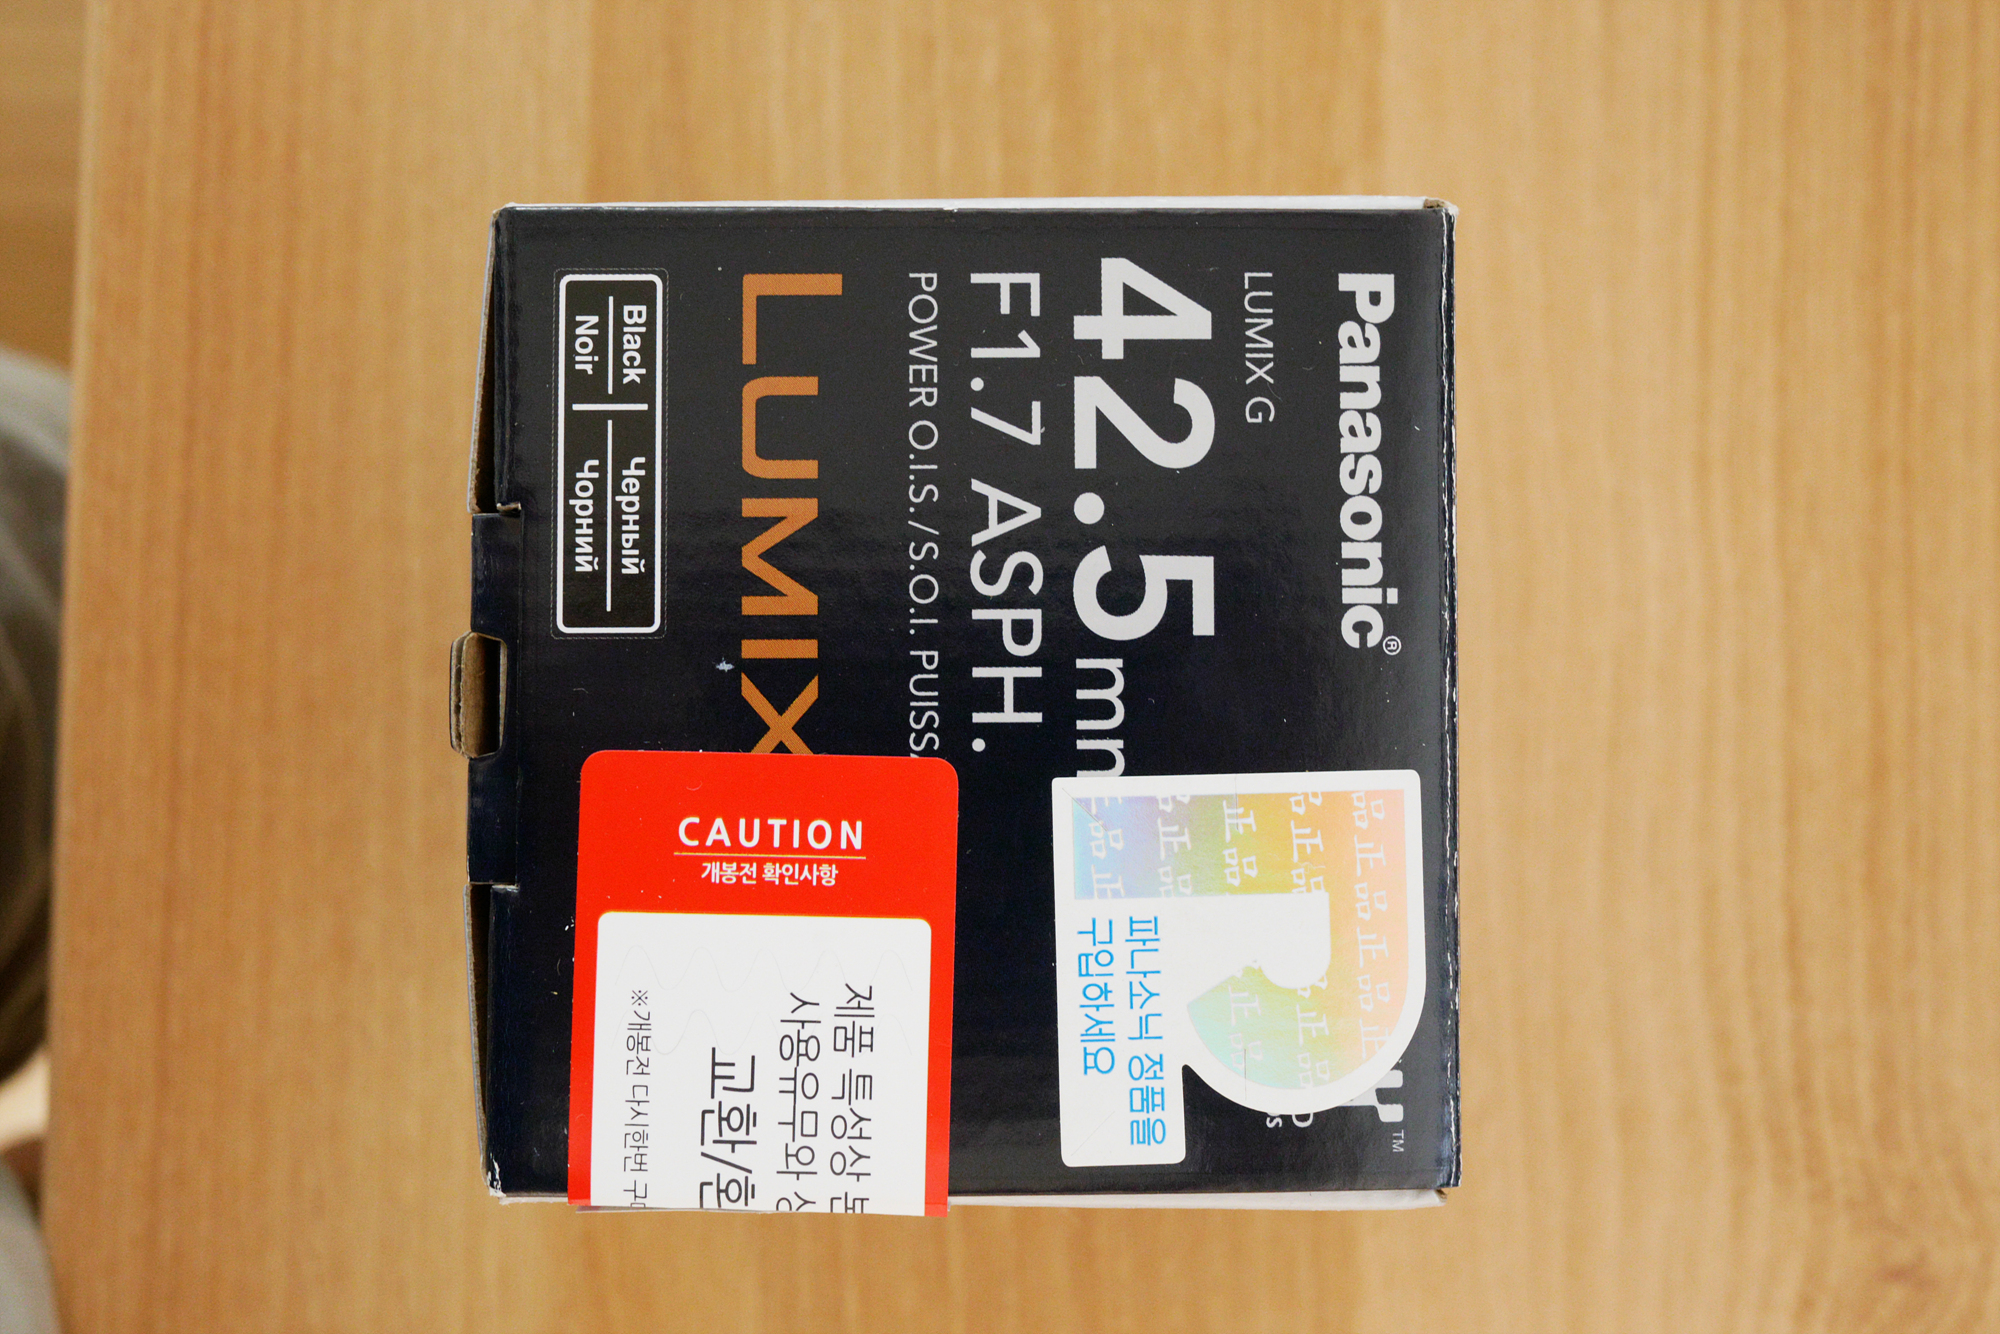 Panasonic®
LUMIX G
42.5mm
F1.7 ASPH.
POWER O.I.S./S.O.I.
LUMIX
Black
Noir
Черный
Чорний
TM
파나소닉 정품을
구입하세요
CAUTION
개봉전 확인사항
제품 특성상
사용유무와
교환/환
※개봉전 다시한번